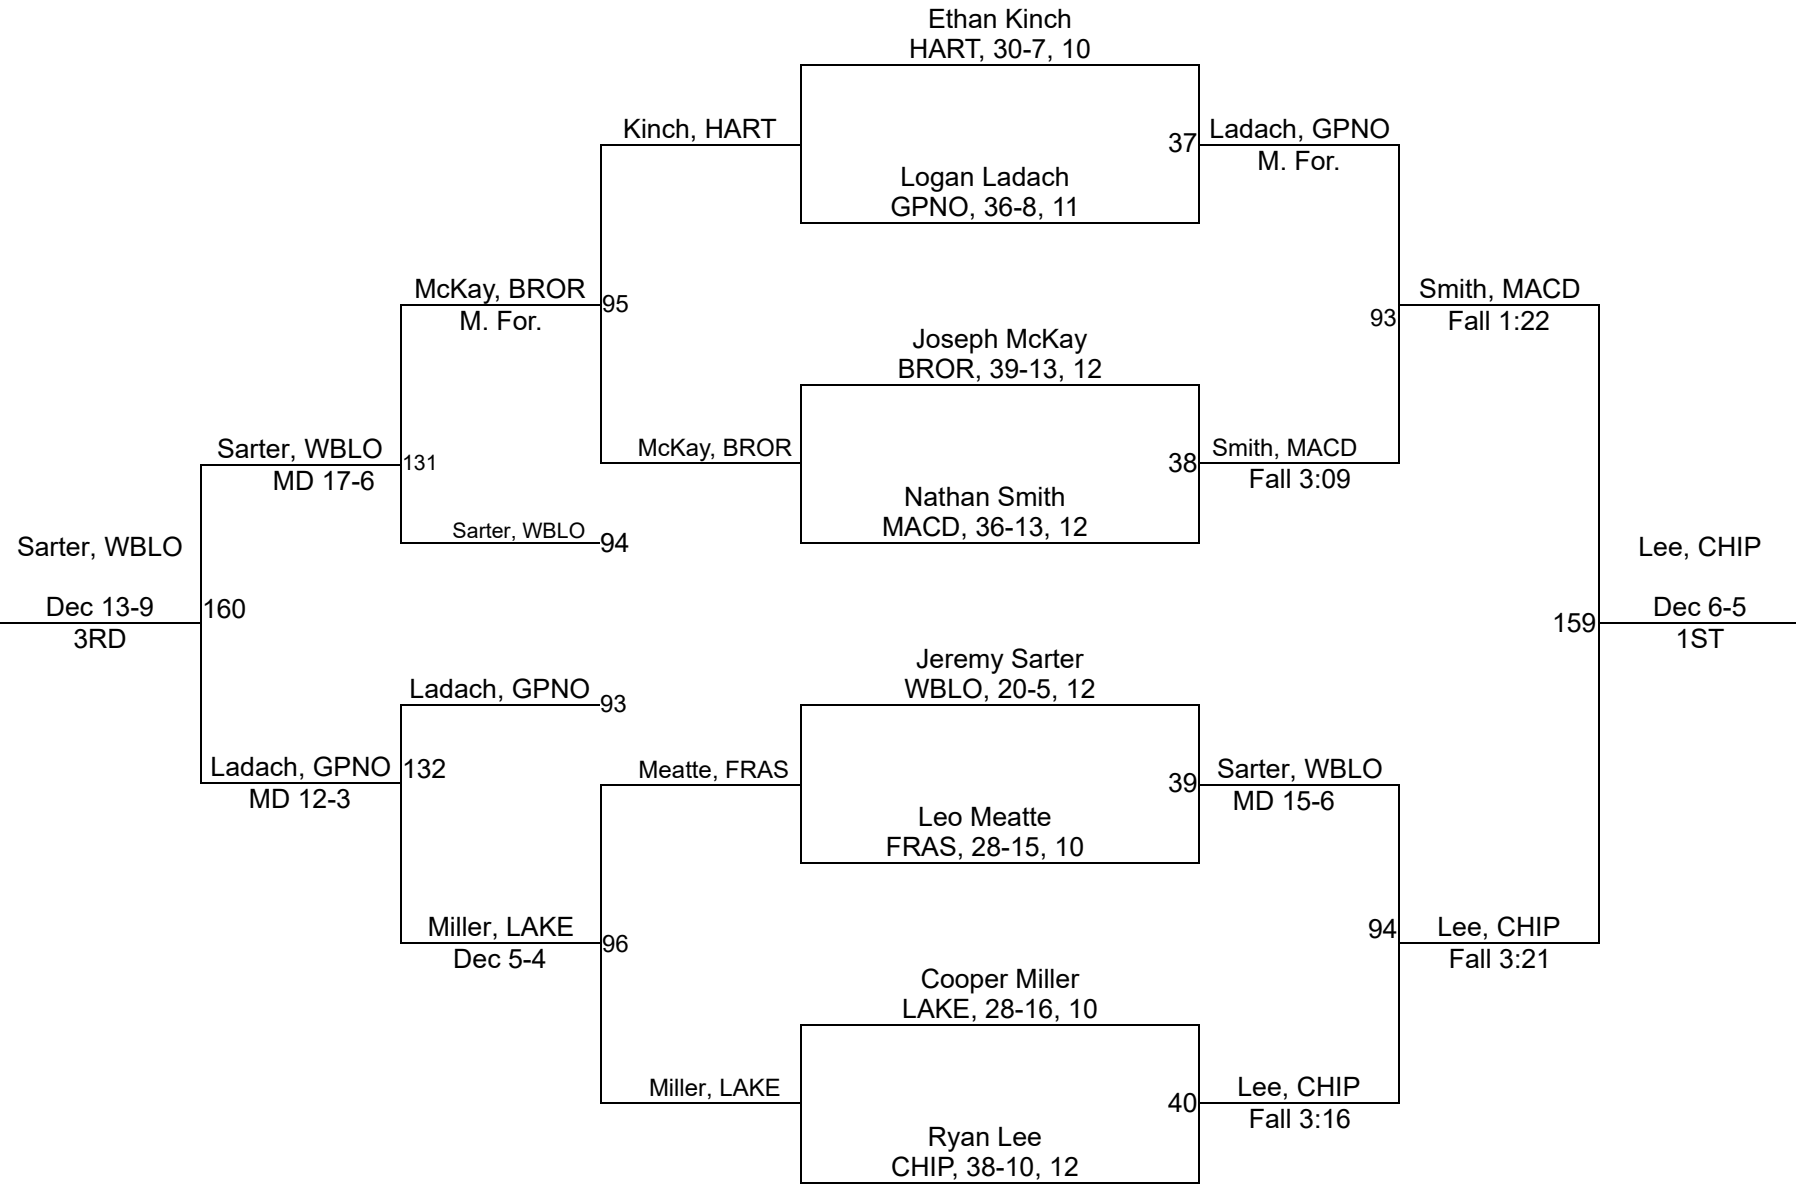 Ethan Kinch
HART, 30-7, 10
Kinch, HART
37
Ladach, GPNO
M. For.
Logan Ladach
GPNO, 36-8, 11
McKay, BROR
M. For.
95
Joseph McKay
BROR, 39-13, 12
93
Smith, MACD
Fall 1:22
Sarter, WBLO
MD 17-6
131
McKay, BROR
38
Smith, MACD
Fall 3:09
Nathan Smith
MACD, 36-13, 12
Sarter, WBLO
94
Sarter, WBLO
Dec 13-9
3RD
160
Lee, CHIP
159
Dec 6-5
1ST
Jeremy Sarter
WBLO, 20-5, 12
Ladach, GPNO
93
Ladach, GPNO
MD 12-3
132
Meatte, FRAS
39
Sarter, WBLO
MD 15-6
Leo Meatte
FRAS, 28-15, 10
Miller, LAKE
Dec 5-4
96
94
Lee, CHIP
Fall 3:21
Cooper Miller
LAKE, 28-16, 10
Miller, LAKE
40
Lee, CHIP
Fall 3:16
Ryan Lee
CHIP, 38-10, 12